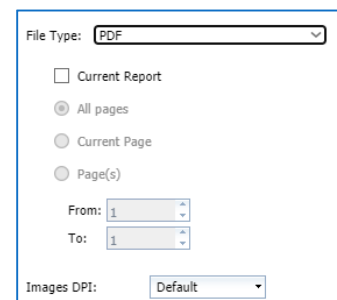 File Type: PDF
Current Report
All pages
Current Page
Page(s)
From: 1
To: 1
Images DPI: Default